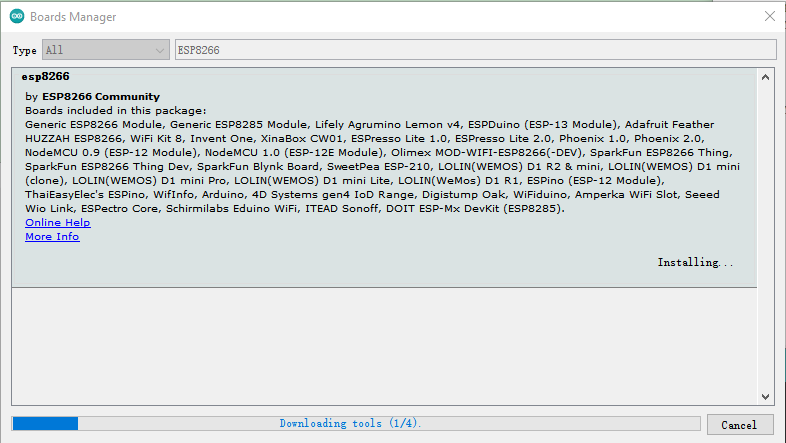 Boards Manager
Type All ESP8266
esp8266
by ESP8266 Community
Boards included in this package:
Generic ESP8266 Module, Generic ESP8285 Module, Lifely Agrumino Lemon v4, ESPDuino (ESP-13 Module), Adafruit Feather
HUZZAH ESP8266, WiFi Kit 8, Invent One, XinaBox CW01, ESPresso Lite 1.0, ESPresso Lite 2.0, Phoenix 1.0, Phoenix 2.0,
NodeMCU 0.9 (ESP-12 Module), NodeMCU 1.0 (ESP-12E Module), Olimex MOD-WIFI-ESP8266(-DEV), SparkFun ESP8266 Thing,
SparkFun ESP8266 Thing Dev, SparkFun Blynk Board, SweetPea ESP-210, LOLIN(WEMOS) D1 R2 & mini, LOLIN(WEMOS) D1 mini
(clone), LOLIN(WEMOS) D1 mini Pro, LOLIN(WEMOS) D1 mini Lite, LOLIN(WeMos) D1 R1, ESPino (ESP-12 Module),
ThaiEasyElec's ESPino, WifInfo, Arduino, 4D Systems gen4 IoD Range, Digistump Oak, WiFiduino, Amperka WiFi Slot, Seeed
Wio Link, ESPectro Core, Schirmilabs Eduino WiFi, ITEAD Sonoff, DOIT ESP-Mx DevKit (ESP8285).
Online Help
More Info
Installing...
Downloading tools (1/4).
Cancel